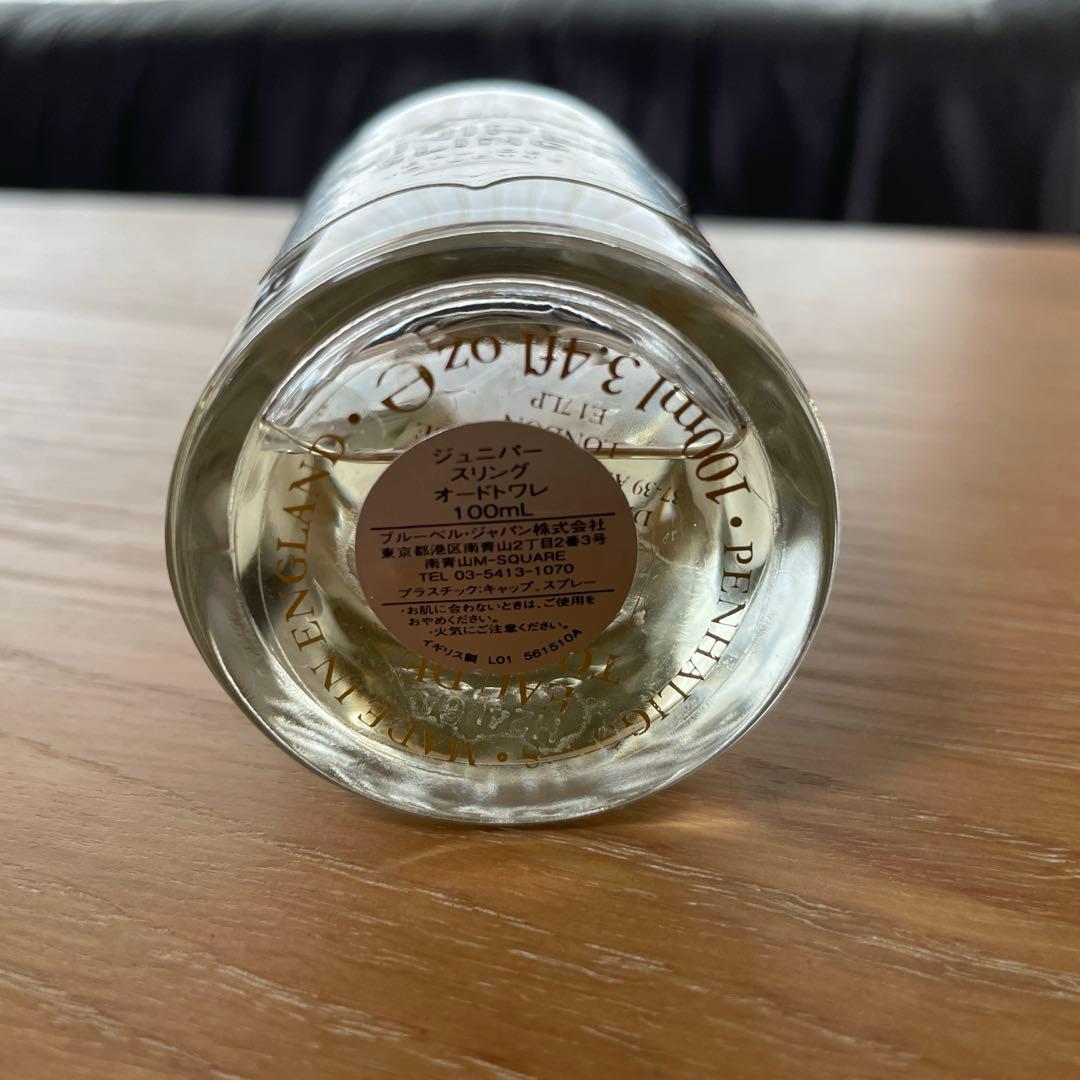 ジュニパー
スリング
オードトワレ
100mL
ブルーベル・ジャパン株式会社
東京都港区南青山2丁目2番3号
南青山M-SQUARE
TEL 03-5413-1070
プラスチック:キャップ、スプレー
・お肌に合わないときは、ご使用を
おやめください。
・火気にご注意ください。
イギリス製 L01 561510A
100ml 3.4fl oz ℮ • MADE IN ENGLAND • PENHALIGON'S •
EAU DE
LONDON
E17LP